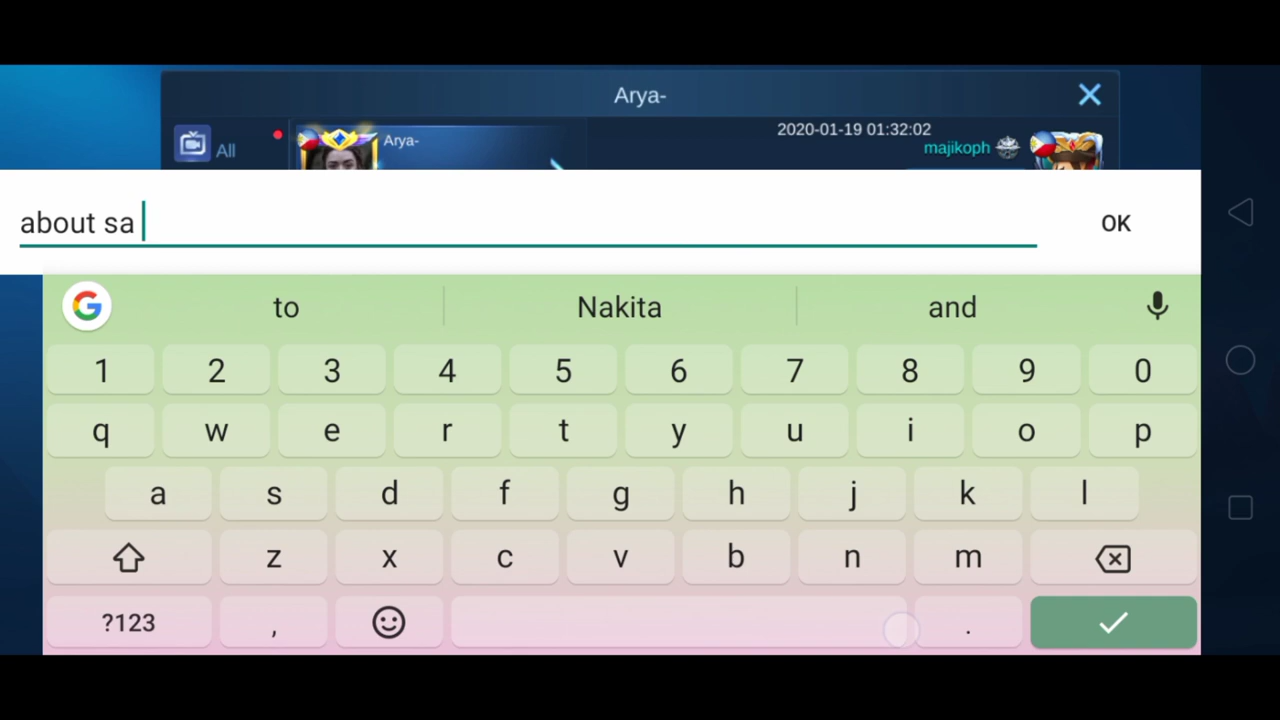 Arya-
All
Arya-
2020-01-19 01:32:02
majikoph
about sa
OK
to Nakita and
1 2 3 4 5 6 7 8 9 0
q w e r t y u i o p
a s d f g h j k l
z x c v b n m
?123 , .